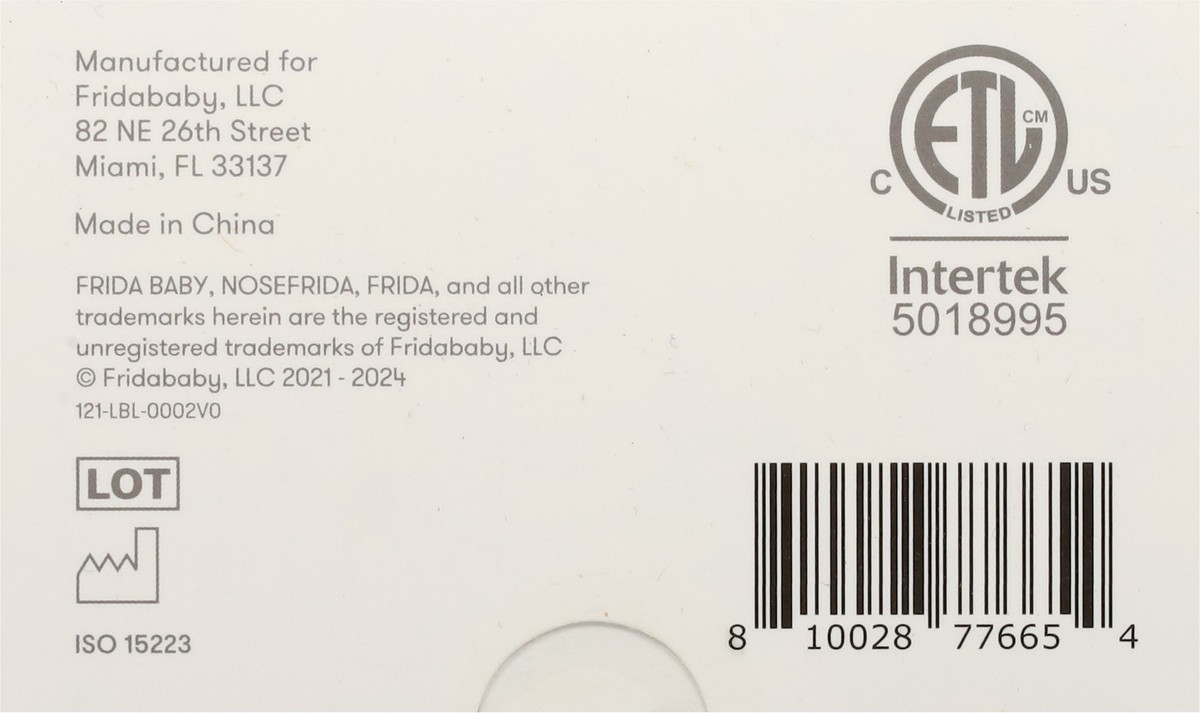 Manufactured for
Fridababy, LLC
82 NE 26th Street
Miami, FL 33137
Made in China
FRIDA BABY, NOSEFRIDA, FRIDA, and all other
trademarks herein are the registered and
unregistered trademarks of Fridababy, LLC
© Fridababy, LLC 2021 - 2024
121-LBL-0002V0
LOT
ISO 15223
ETL CM
C US
LISTED
Intertek
5018995
8 10028 77665 4